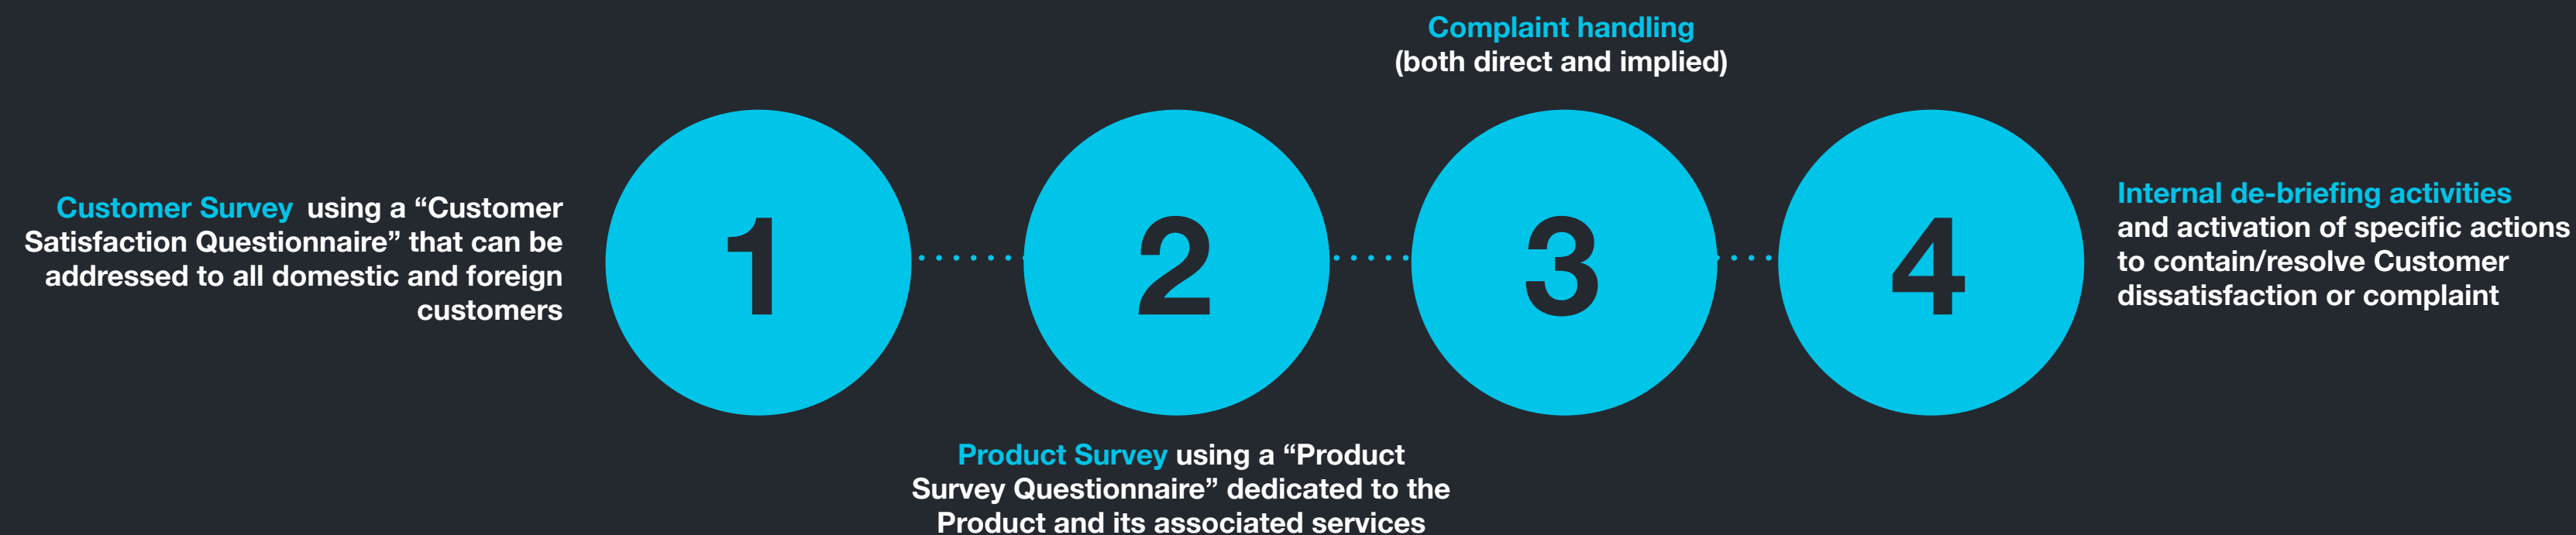 Customer Survey using a “Customer
Satisfaction Questionnaire” that can be
addressed to all domestic and foreign
customers
1
2
Product Survey using a “Product
Survey Questionnaire” dedicated to the
Product and its associated services
Complaint handling
(both direct and implied)
3
4
Internal de-briefing activities
and activation of specific actions
to contain/resolve Customer
dissatisfaction or complaint